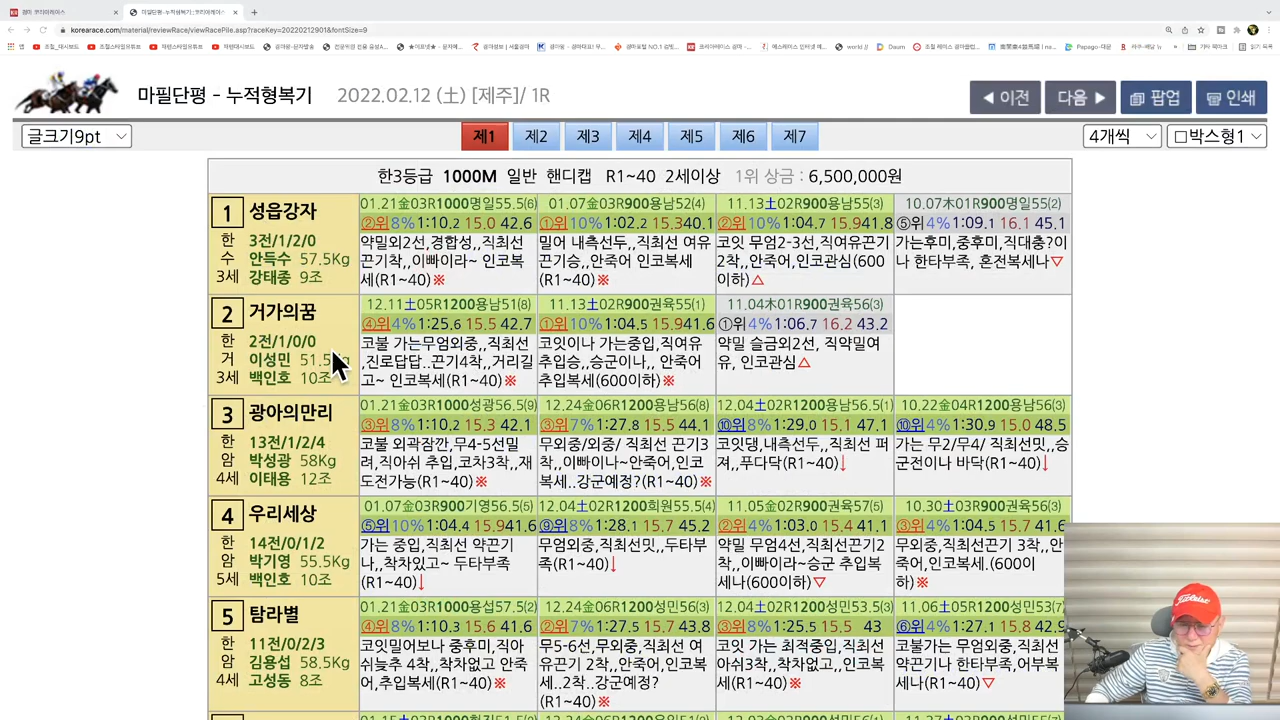 경마 코리아레이스
마필단평-누적형복기::코리아레이스
korearace.com/material/reviewRace/viewRacePile.asp?raceKey=20220212901&fontSize=9
마필단평 - 누적형복기 2022.02.12 (土) [제주]/ 1R
◀ 이전 다음 ▶ 팝업 인쇄
글크기9pt 제1 제2 제3 제4 제5 제6 제7 4개씩 박스형1
한3등급 1000M 일반 핸디캡 R1~40 2세이상 1위 상금 : 6,500,000원
1 성읍강자
한 3전/1/2/0
수 안득수 57.5Kg
3세 강태종 9조
01.21金03R1000명일55.5(6)
②위 8% 1:10.2 15.0 42.6
약밀외2선,경합성,,직최선
끈기착,,이빠이라~ 인코복
세(R1~40)※
01.07金03R900용남52(4)
①위 10% 1:02.2 15.3 40.1
밀어 내측선두,,직최선 여유
끈기승,,안죽어 인코복세
(R1~40)※
11.13土02R900용남55(3)
②위 10% 1:04.7 15.9 41.8
코잇 무엄2-3선,직여유끈기
2착,,안죽어,인코관심(600
이하)△
10.07木01R900명일55(2)
⑤위 4% 1:09.1 16.1 45.1
가는후미,중후미,직대충?이
나 한타부족, 혼전복세나▽
2 거가의꿈
한 2전/1/0/0
거 이성민 51.5
3세 백인호 10조
12.11土05R1200용남51(8)
④위 4% 1:25.6 15.5 42.7
코불 가는무엄외중,,직최선
,진로답답..끈기4착,,거리길
고~ 인코복세(R1~40)※
11.13土02R900권육55(1)
①위 10% 1:04.5 15.9 41.6
코잇이나 가는중입,직여유
추입승,,승군이나,, 안죽어
추입복세(600이하)※
11.04木01R900권육56(3)
①위 4% 1:06.7 16.2 43.2
약밀 슬금외2선, 직약밀여
유, 인코관심△
3 광아의만리
한 13전/1/2/4
암 박성광 58Kg
4세 이태용 12조
01.21金03R1000성광56.5(9)
③위 8% 1:10.2 15.3 42.1
코불 외곽잠깐,무4-5선밀
려,직아쉬 추입,코차3착,,재
도전가능(R1~40)※
12.24金06R1200용남56(8)
③위 7% 1:27.8 15.5 44.1
무외중/외중/ 직최선 끈기3
착,,이빠이나~안죽어,인코
복세..강군예정?(R1~40)※
12.04土02R1200용남56.5(1)
⑩위 8% 1:29.0 15.1 47.1
코잇댕,내측선두,,직최선 퍼
져,,푸다닥(R1~40)↓
10.22金04R1200용남56(3)
⑩위 4% 1:30.9 15.0 48.5
가는 무2/무4/ 직최선밋,,승
군전이나 바닥(R1~40)↓
4 우리세상
한 14전/0/1/2
암 박기영 55.5Kg
5세 백인호 10조
01.07金03R900기영56.5(5)
⑤위 10% 1:04.4 15.9 41.6
가는 중입,직최선 약끈기
나,,착차있고~ 두타부족
(R1~40)↓
12.04土02R1200희원55.5(4)
⑨위 8% 1:28.1 15.7 45.2
무엄외중,직최선밋,,두타부
족(R1~40)↓
11.05金02R900권육57(5)
②위 4% 1:03.0 15.4 41.1
약밀 무엄4선,직최선끈기2
착,,이빠이라~승군 추입복
세나(600이하)▽
10.30土03R900권육56(3)
③위 4% 1:04.5 15.7 41.6
무외중,직최선끈기 3착,,안
죽어,인코복세.(600이
하)※
5 탐라별
한 11전/0/2/3
암 김용섭 58.5Kg
4세 고성동 8조
01.21金03R1000용섭57.5(2)
④위 8% 1:10.3 15.6 41.6
코잇밀어보나 중후미,직아
쉬늦추 4착,,착차없고 안죽
어,추입복세(R1~40)※
12.24金06R1200성민56(3)
②위 7% 1:27.5 15.7 43.8
무5-6선,무외중,직최선 여
유끈기 2착,,안죽어,인코복
세..2착..강군예정?
(R1~40)※
12.04土02R1200성민53.5(3)
③위 8% 1:25.5 15.5 43
코잇 가는 최적중입,직최선
아쉬3착,,착차없고,,인코복
세(R1~40)※
11.06土05R1200성민53(7)
⑥위 4% 1:27.1 15.8 42.9
코불가는 무엄외중,직최선
약끈기나 한타부족,어부복
세나(R1~40)▽